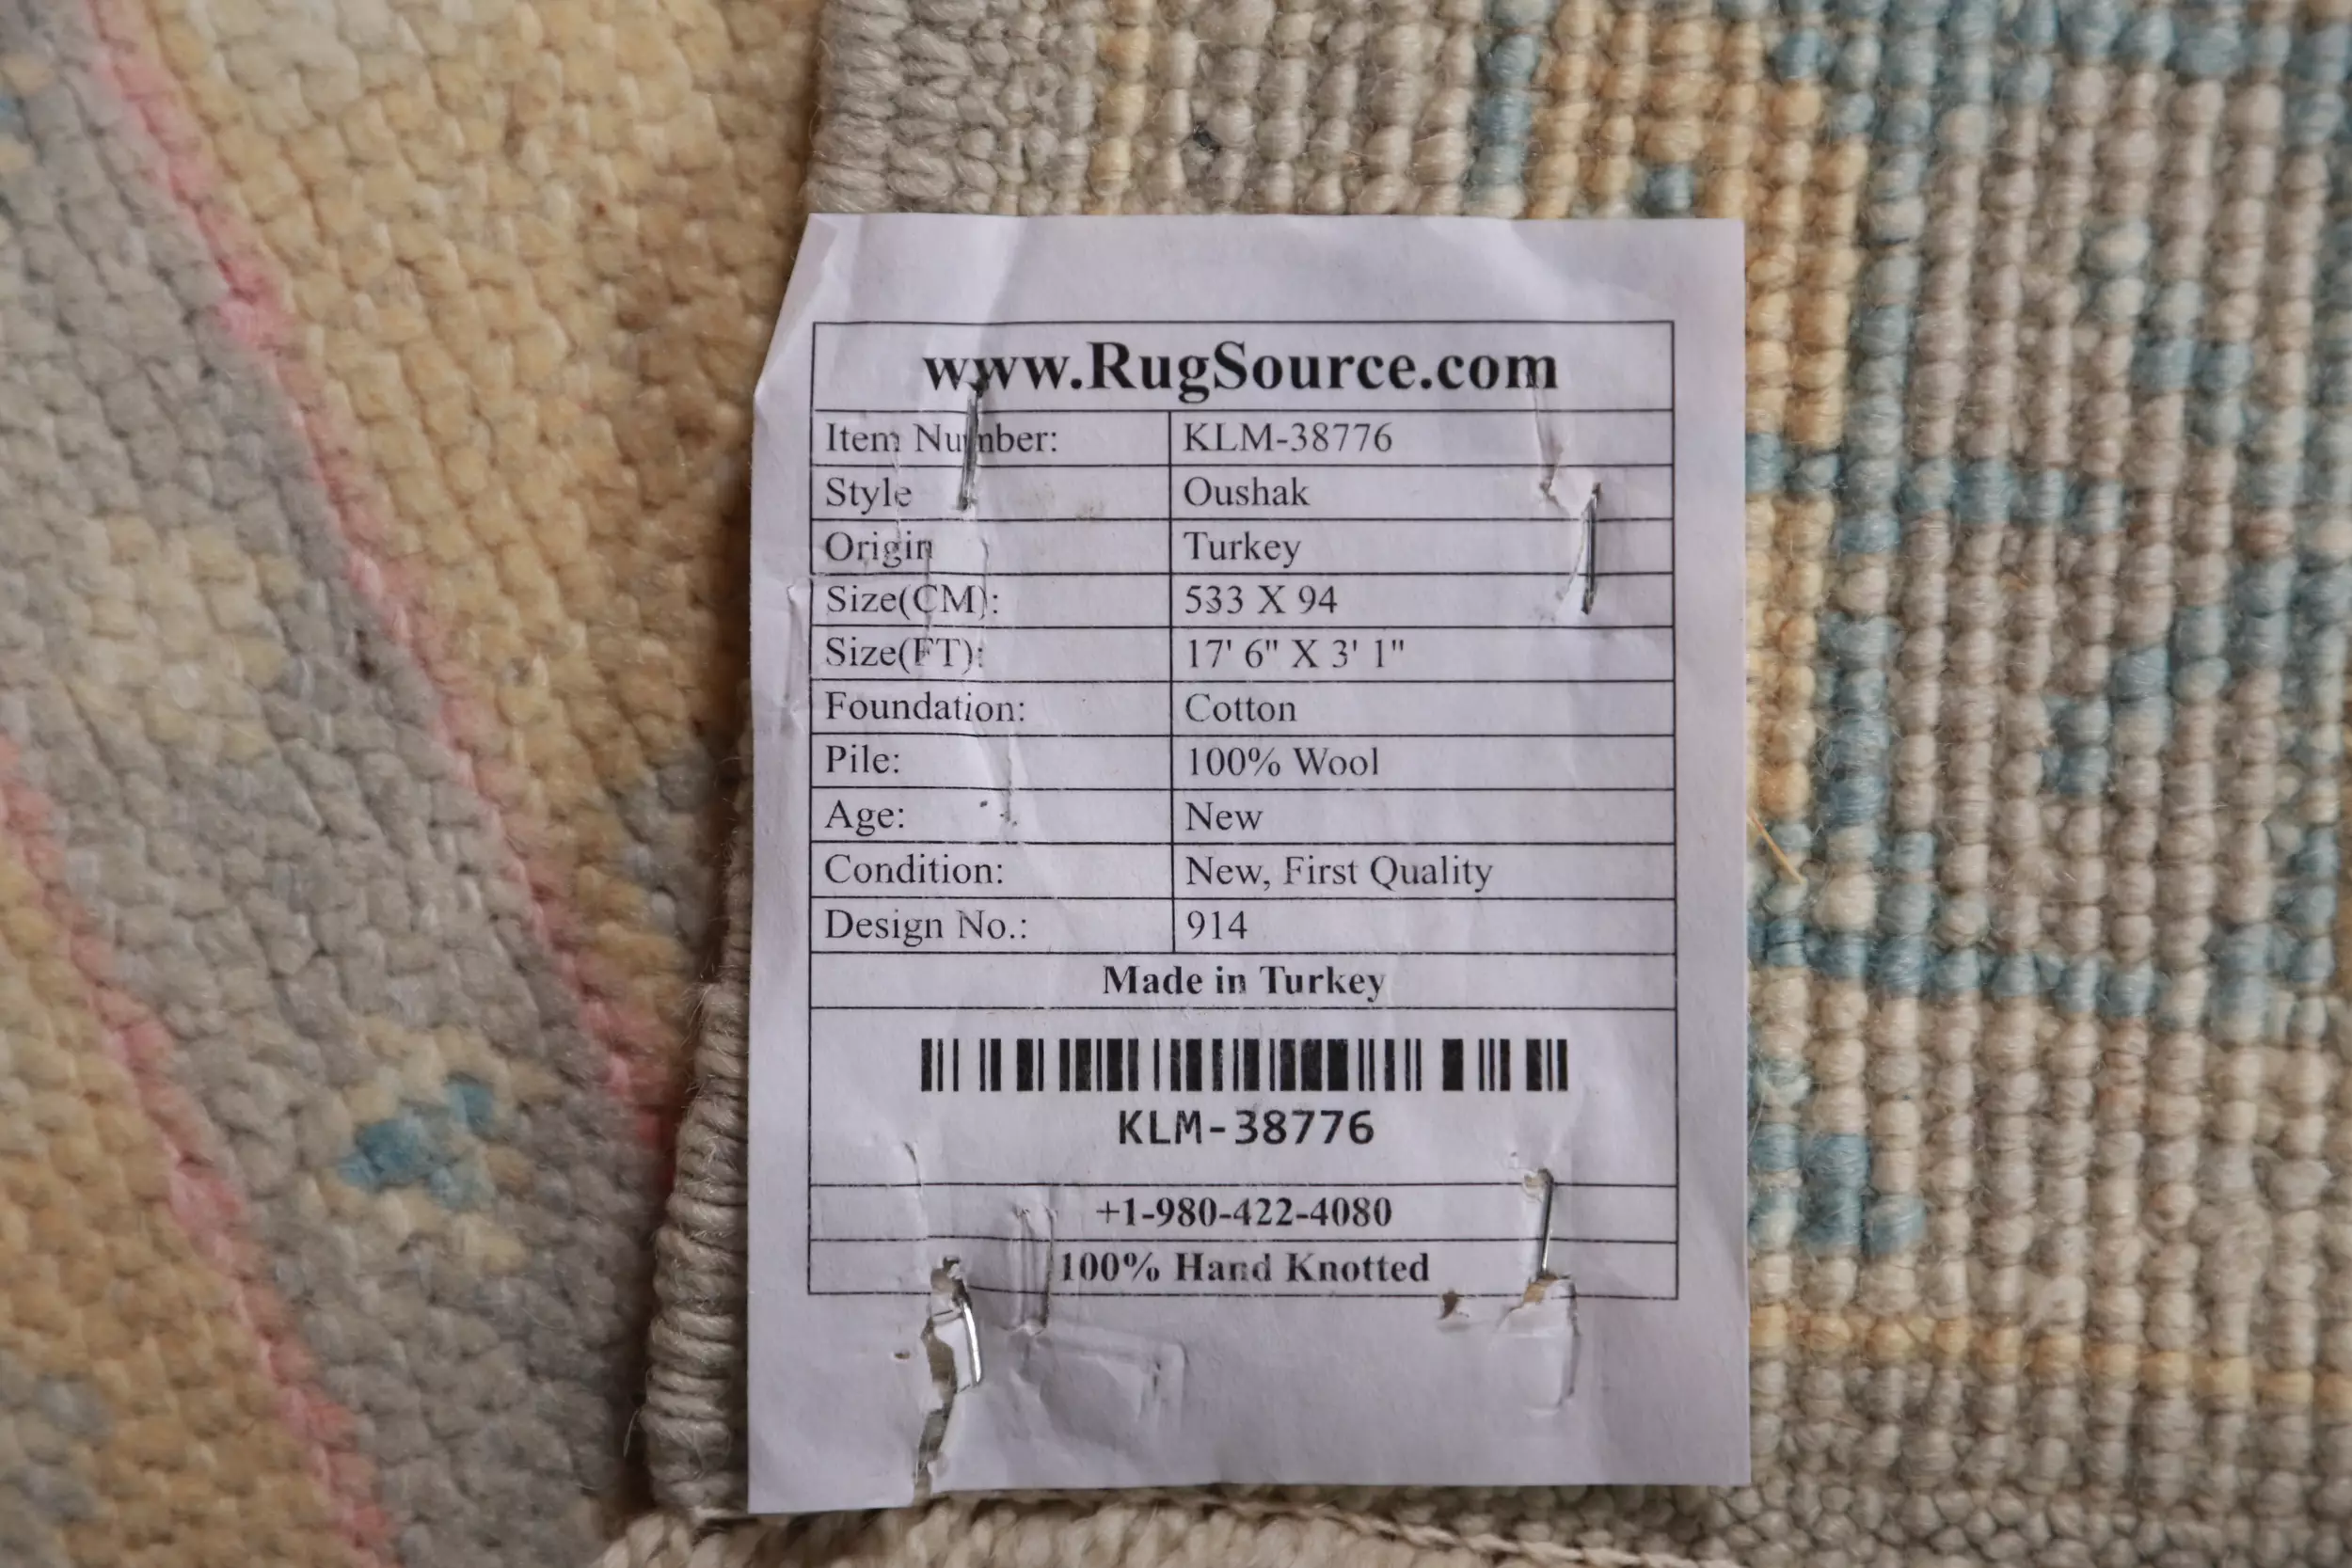 www.RugSource.com
Item Number: KLM-38776
Style Oushak
Origin Turkey
Size(CM): 533 X 94
Size(FT): 17' 6" X 3' 1"
Foundation: Cotton
Pile: 100% Wool
Age: New
Condition: New, First Quality
Design No.: 914
Made in Turkey
KLM-38776
+1-980-422-4080
100% Hand Knotted